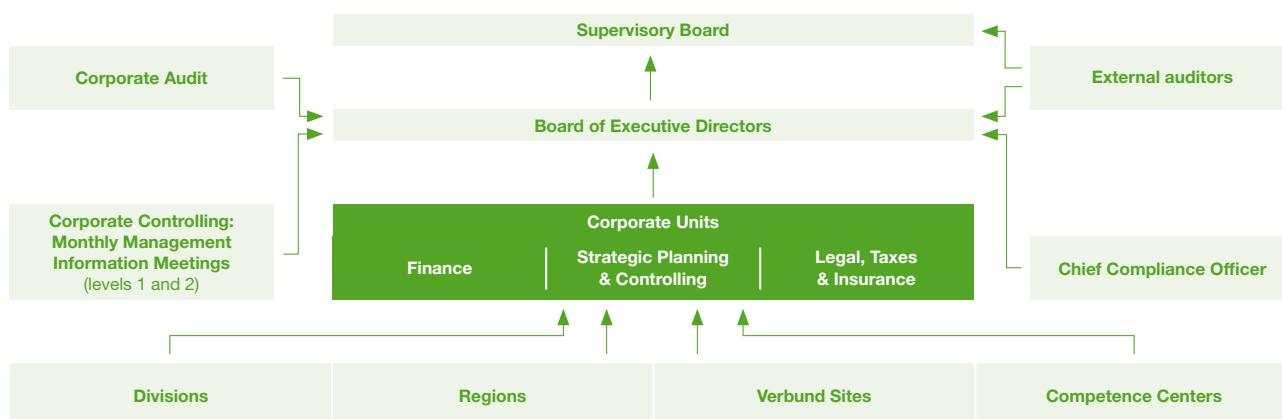 Supervisory Board
Corporate Audit
External auditors
Board of Executive Directors
Corporate Controlling:
Monthly Management
Information Meetings
(levels 1 and 2)
Corporate Units
Finance
Strategic Planning
& Controlling
Legal, Taxes
& Insurance
Chief Compliance Officer
Divisions
Regions
Verbund Sites
Competence Centers